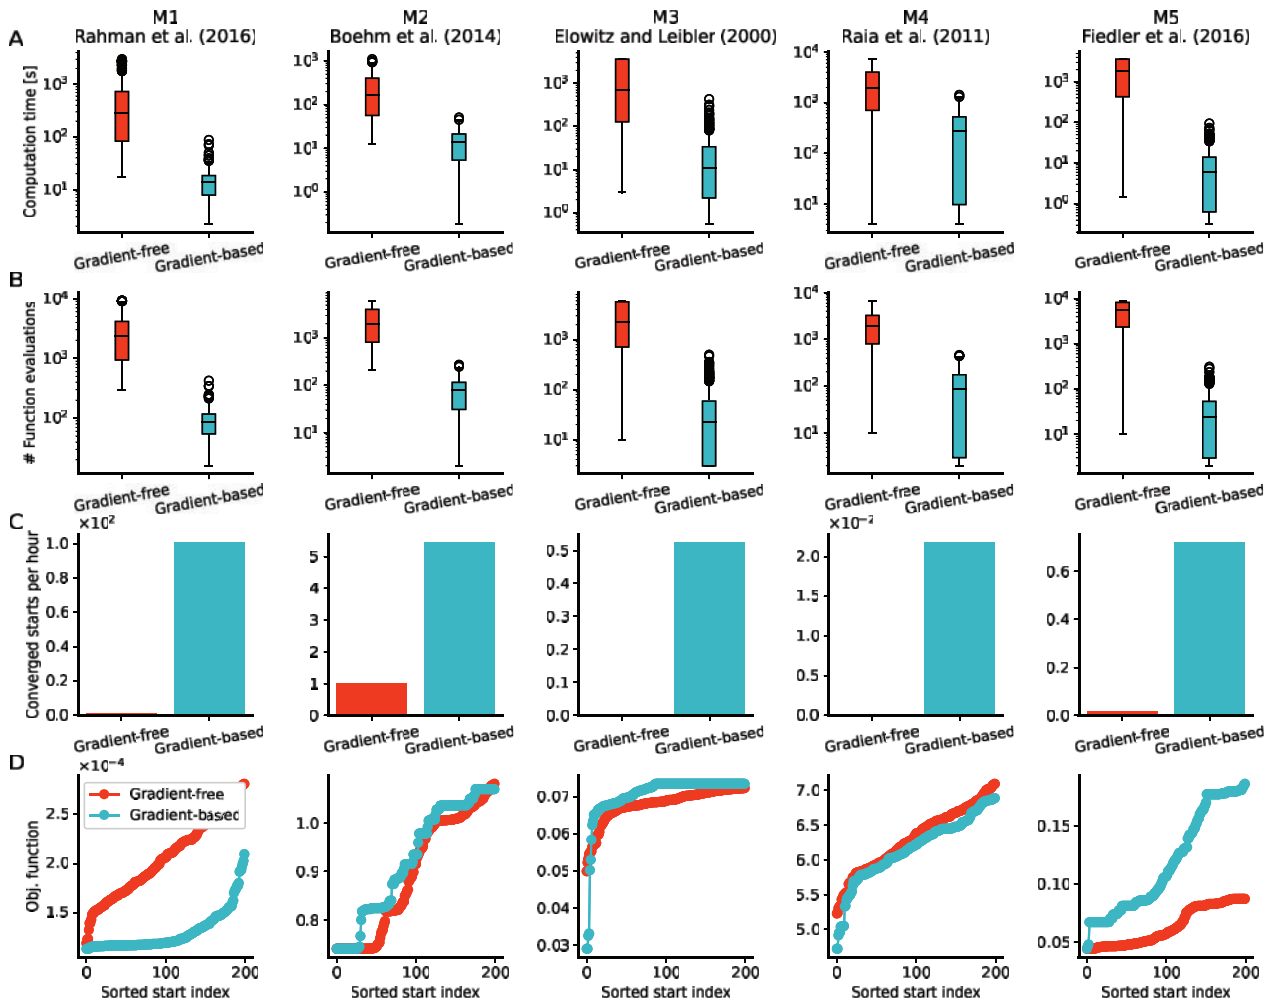 M1 M2 M3 M4 M5
A Rahman et al. (2016) Boehm et al. (2014) Elowitz and Leibler (2000) Raia et al. (2011) Fiedler et al. (2016)
Computation time [s]
10³ 10² 10¹
10³ 10² 10¹ 10⁰
10³ 10² 10¹ 10⁰
10⁴ 10³ 10² 10¹
10³ 10² 10¹ 10⁰
Gradient-free Gradient-based Gradient-free Gradient-based Gradient-free Gradient-based Gradient-free Gradient-based Gradient-free Gradient-based
B
# Function evaluations
10⁴ 10³ 10²
10³ 10² 10¹
10³ 10² 10¹
10⁴ 10³ 10² 10¹
10⁴ 10³ 10² 10¹
Gradient-free Gradient-based Gradient-free Gradient-based Gradient-free Gradient-based Gradient-free Gradient-based Gradient-free Gradient-based
C
×10² ×10⁻²
Converged starts per hour
1.0 0.8 0.6 0.4 0.2 0.0
5 4 3 2 1 0
0.5 0.4 0.3 0.2 0.1 0.0
2.0 1.5 1.0 0.5 0.0
0.6 0.4 0.2 0.0
Gradient-free Gradient-based Gradient-free Gradient-based Gradient-free Gradient-based Gradient-free Gradient-based Gradient-free Gradient-based
D
×10⁻⁴
Obj. function
Gradient-free
Gradient-based
2.5 2.0 1.5
1.0 0.9 0.8
0.07 0.06 0.05 0.04 0.03
7.0 6.5 6.0 5.5 5.0
0.15 0.10 0.05
0 100 200 0 100 200 0 100 200 0 100 200 0 100 200
Sorted start index Sorted start index Sorted start index Sorted start index Sorted start index